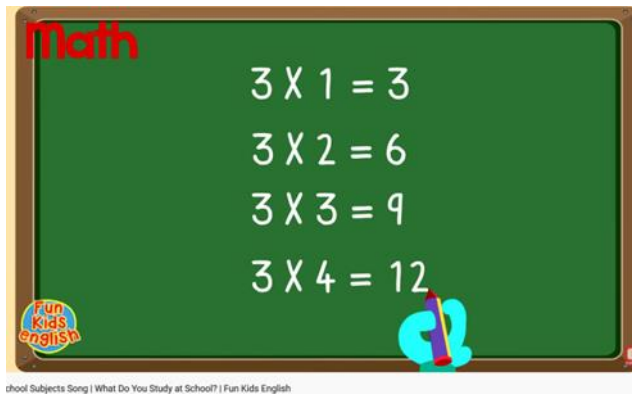 Math
3 X 1 = 3
3 X 2 = 6
3 X 3 = 9
3 X 4 = 12
Fun
Kids
english
chool Subjects Song | What Do You Study at School? | Fun Kids English